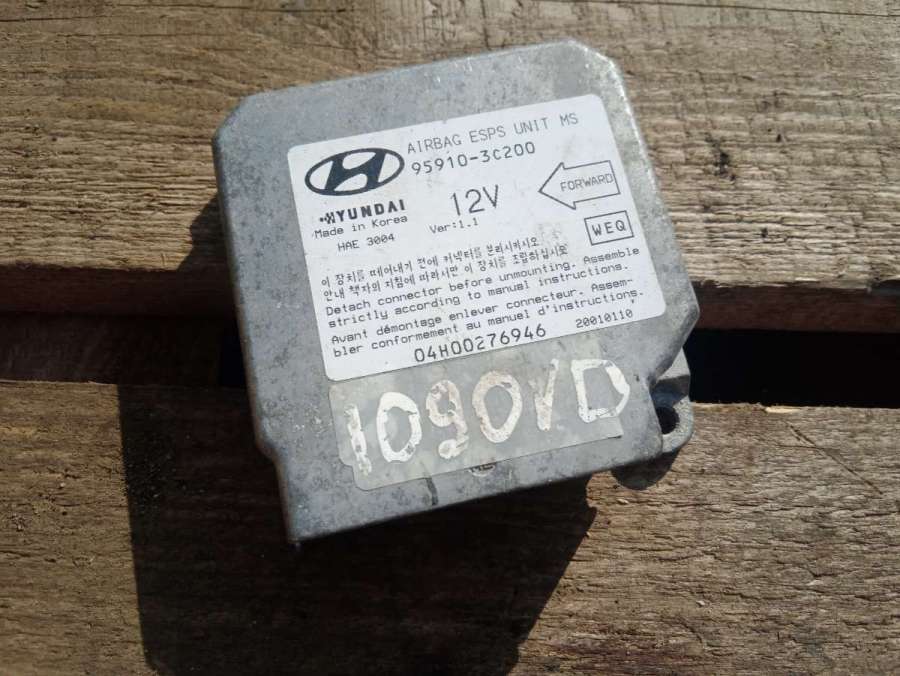 AIRBAG ESPS UNIT MS
95910-3C200
HYUNDAI
Made in Korea
HAE 3004
12V
Ver:1.1
FORWARD
WEQ
이 장치를 떼어내기 전에 커넥터를 분리시키시오
안내 책자의 지침에 따라서만 이 장치를 조립하십시오
Detach connector before unmounting. Assemble
strictly according to manual instructions.
Avant démontage enlever connecteur. Assem-
bler conformement au manuel d'instructions.
04H00276946
20010110
1090VD